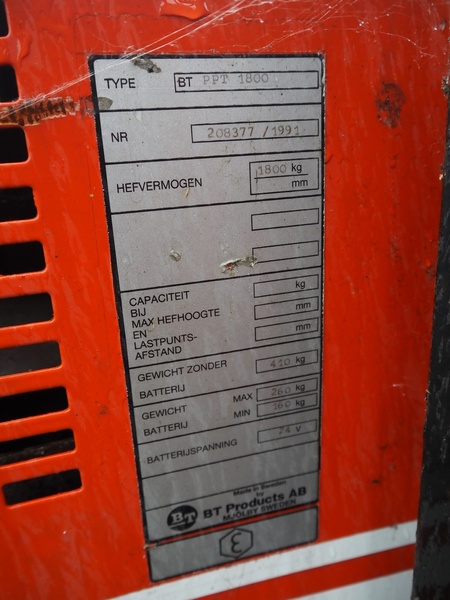 TYPE BT PPT 1800
NR 208377 /1991
HEFVERMOGEN 1800 kg
mm
CAPACITEIT kg
BIJ
MAX HEFHOOGTE mm
EN
LASTPUNTS- mm
AFSTAND
GEWICHT ZONDER 410 kg
BATTERIJ
GEWICHT MAX 260 kg
BATTERIJ MIN 160 kg
BATTERIJSPANNING 24 V
Made in Sweden
by
BT BT Products AB
MJÖLBY SWEDEN